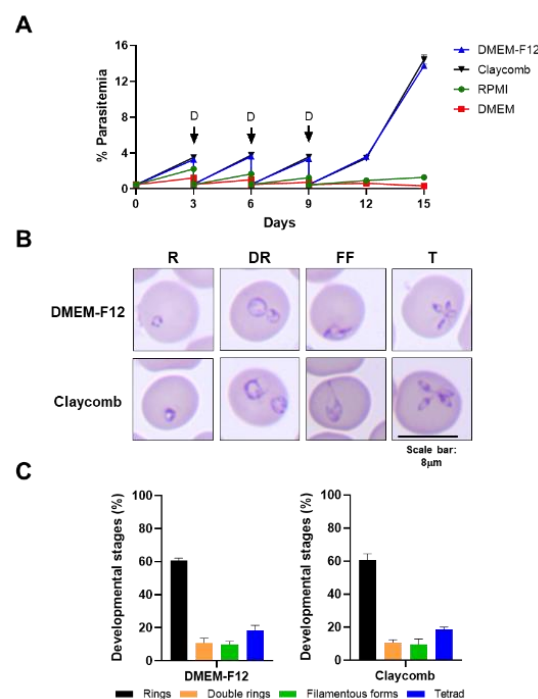 A
DMEM-F12
Claycomb
RPMI
DMEM
% Parasitemia
16
12
8
4
0
D D D
0 3 6 9 12 15
Days
B
R DR FF T
DMEM-F12
Claycomb
Scale bar:
8μm
C
Developmental stages (%)
100
80
60
40
20
0
DMEM-F12
Developmental stages (%)
100
80
60
40
20
0
Claycomb
Rings Double rings Filamentous forms Tetrad